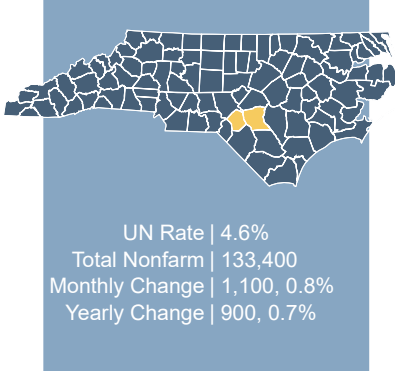 UN Rate | 4.6%
Total Nonfarm | 133,400
Monthly Change | 1,100, 0.8%
Yearly Change | 900, 0.7%